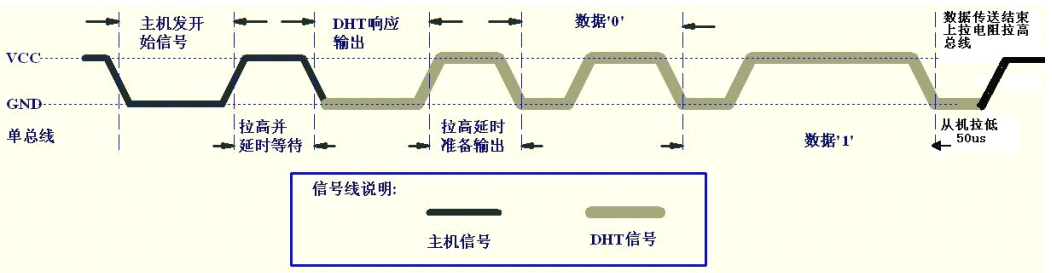 主机发开
始信号
DHT响应
输出
数据'0'
数据传送结束
上拉电阻拉高
总线
VCC
GND
单总线
拉高并
延时等待
拉高延时
准备输出
数据'1'
从机拉低
50us
信号线说明:
主机信号
DHT信号